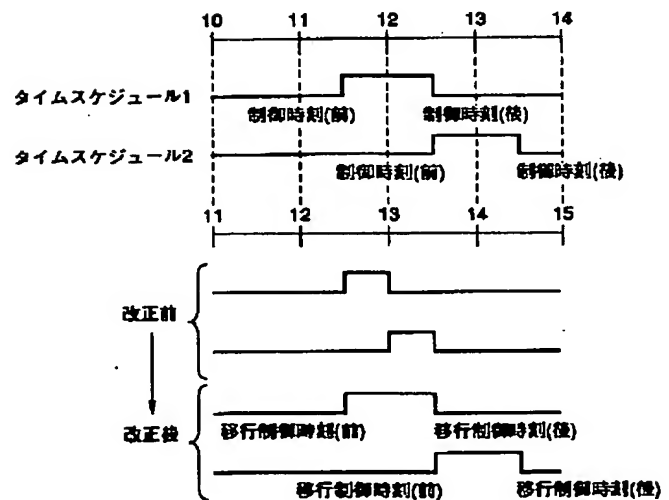 10 11 12 13 14
タイムスケジュール1
制御時刻(前) 制御時刻(後)
タイムスケジュール2
制御時刻(前) 制御時刻(後)
11 12 13 14 15
改正前
改正後
移行制御時刻(前) 移行制御時刻(後)
移行制御時刻(前) 移行制御時刻(後)